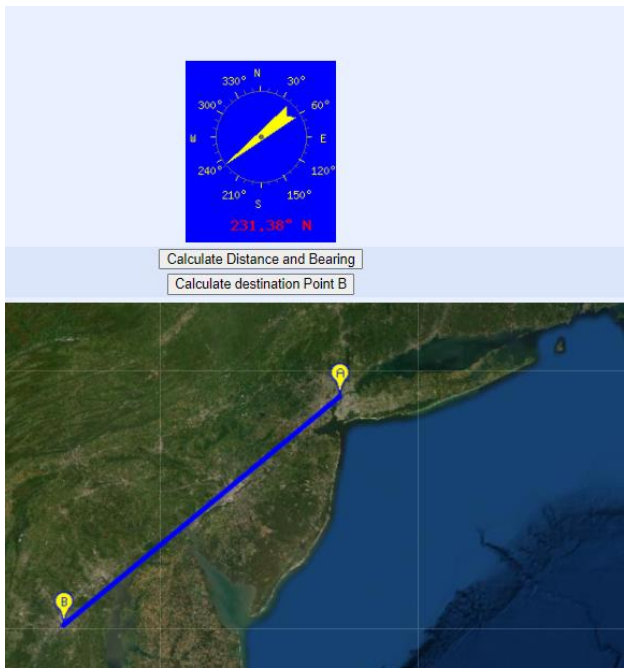 N
330° 30°
300° 60°
W E
240° 120°
210° 150°
S
231.38° N
Calculate Distance and Bearing
Calculate destination Point B
A
B